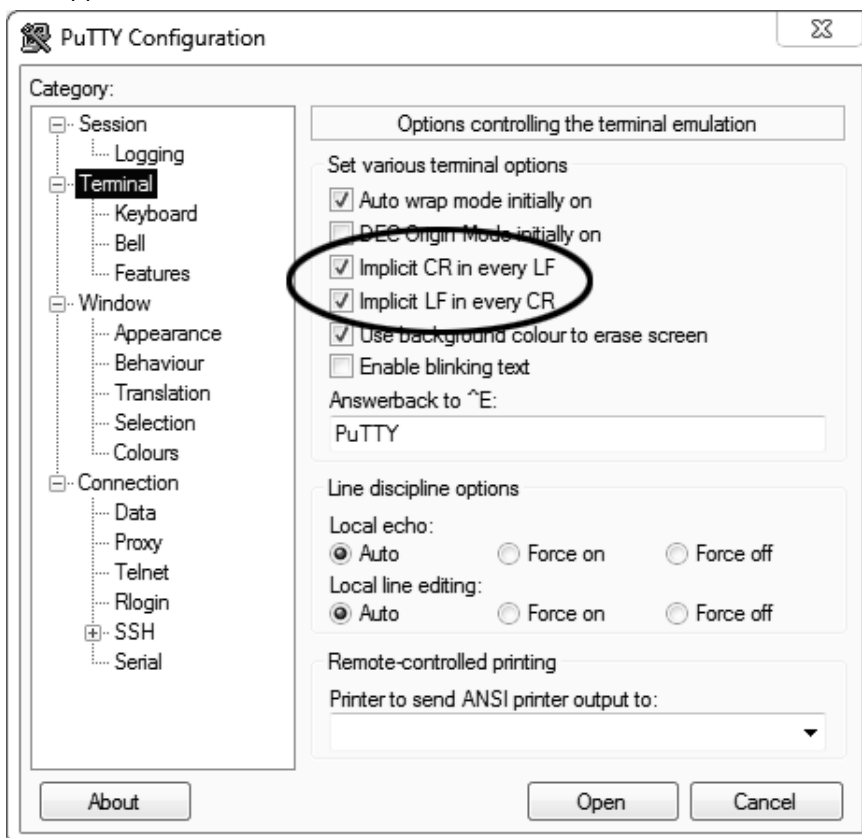 PuTTY Configuration
Category:
Session
Logging
Terminal
Keyboard
Bell
Features
Window
Appearance
Behaviour
Translation
Selection
Colours
Connection
Data
Proxy
Telnet
Rlogin
SSH
Serial
Options controlling the terminal emulation
Set various terminal options
Auto wrap mode initially on
DEC Origin Mode initially on
Implicit CR in every LF
Implicit LF in every CR
Use background colour to erase screen
Enable blinking text
Answerback to ^E:
PuTTY
Line discipline options
Local echo:
Auto Force on Force off
Local line editing:
Auto Force on Force off
Remote-controlled printing
Printer to send ANSI printer output to:
About Open Cancel